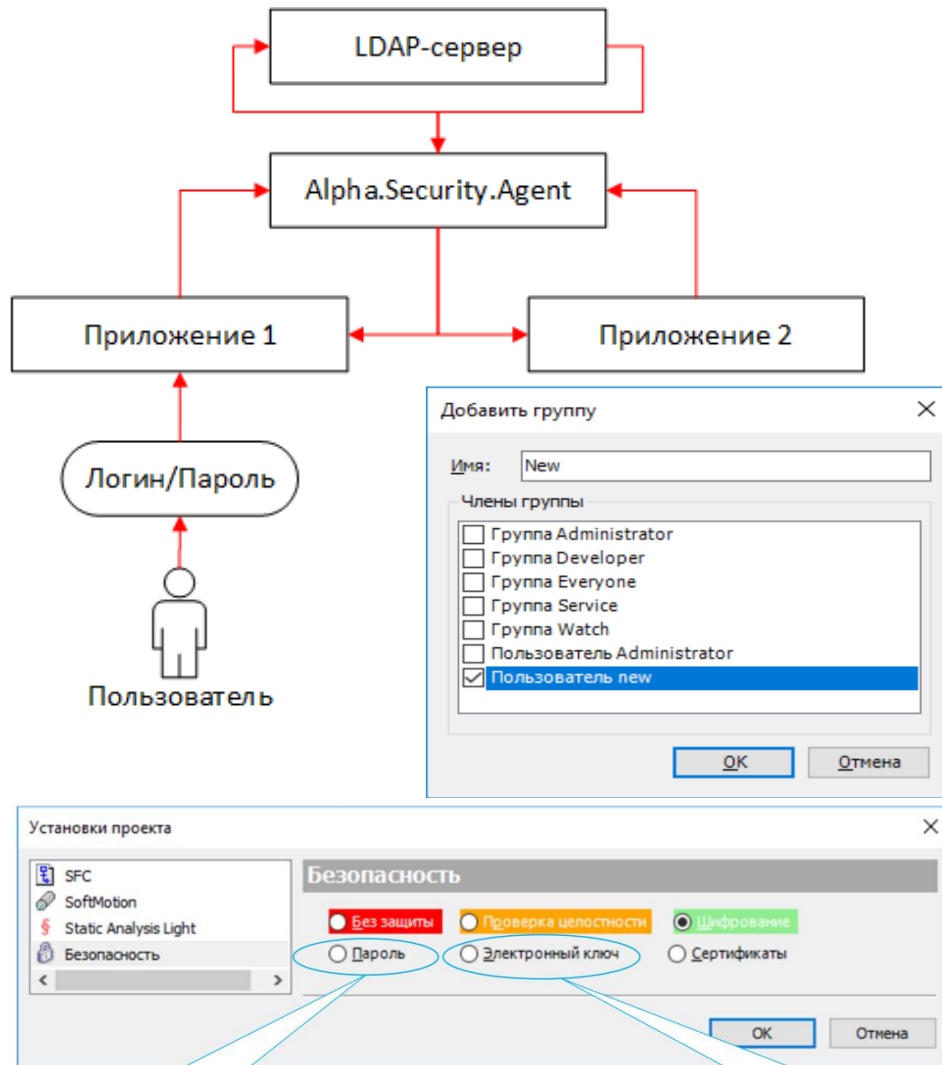 LDAP-сервер
Alpha.Security.Agent
Приложение 1
Приложение 2
Логин/Пароль
Пользователь
Добавить группу
Имя:
New
Члены группы
Группа Administrator
Группа Developer
Группа Everyone
Группа Service
Группа Watch
Пользователь Administrator
Пользователь new
OK
Отмена
Установки проекта
SFC
SoftMotion
Static Analysis Light
Безопасность
Безопасность
Без защиты
Проверка целостности
Шифрование
Пароль
Электронный ключ
Сертификаты
OK
Отмена